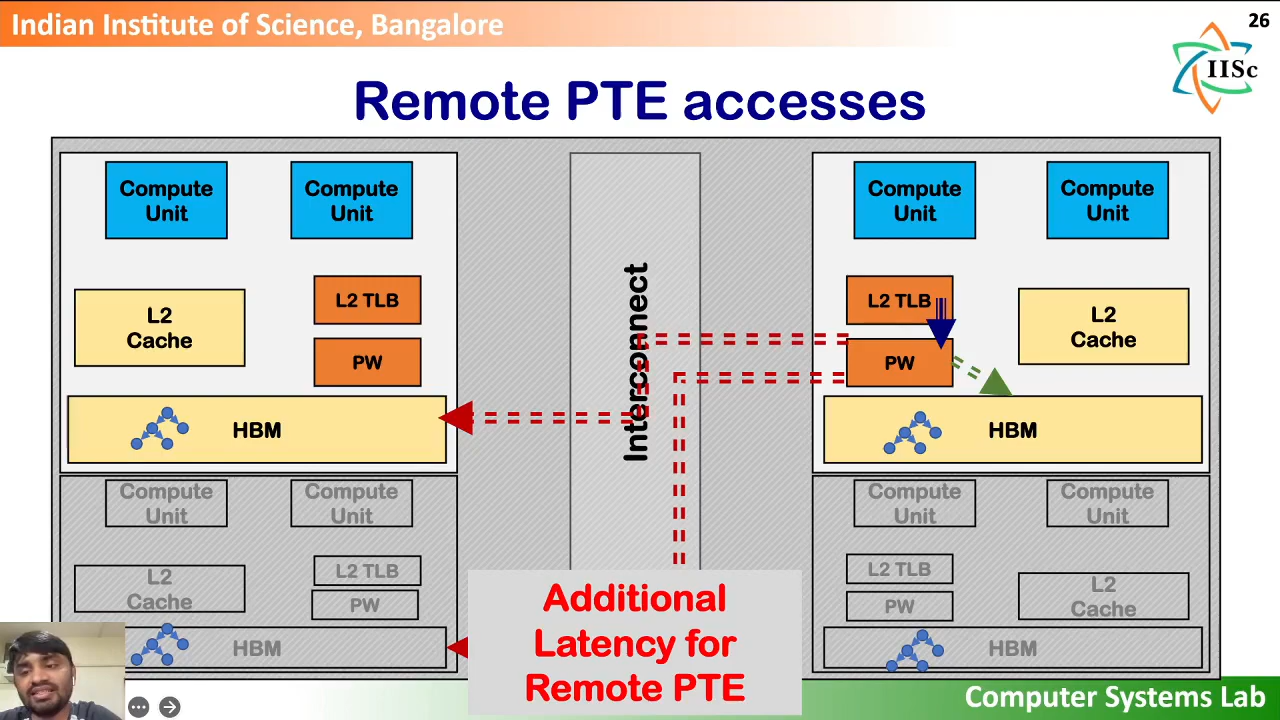 Indian Institute of Science, Bangalore
26
IISc
Remote PTE accesses
Compute
Unit
Compute
Unit
L2
Cache
L2 TLB
PW
HBM
Interconnect
Compute
Unit
Compute
Unit
L2 TLB
PW
L2
Cache
HBM
Compute
Unit
Compute
Unit
L2
Cache
L2 TLB
PW
HBM
Compute
Unit
Compute
Unit
L2 TLB
PW
L2
Cache
HBM
Additional
Latency for
Remote PTE
Computer Systems Lab